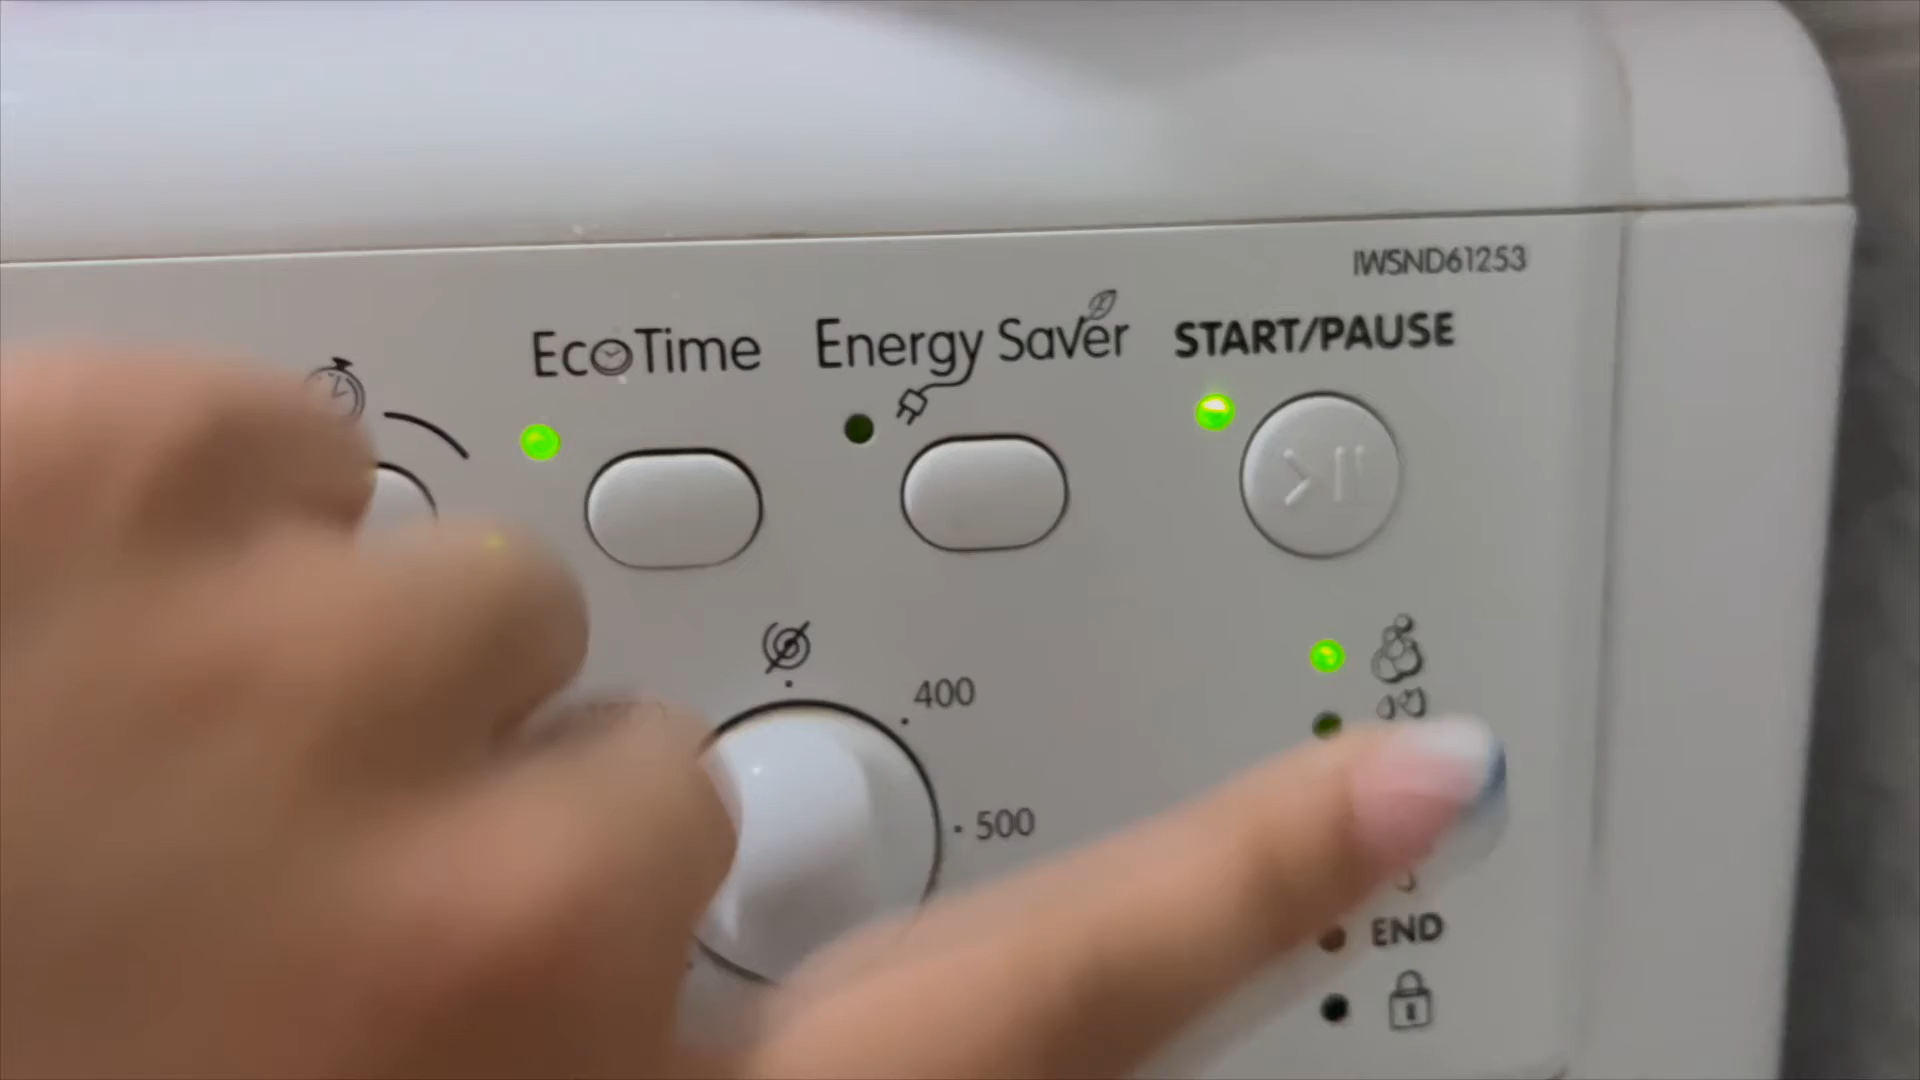 IWSND61253
EcoTime
Energy Saver
START/PAUSE
400
500
END